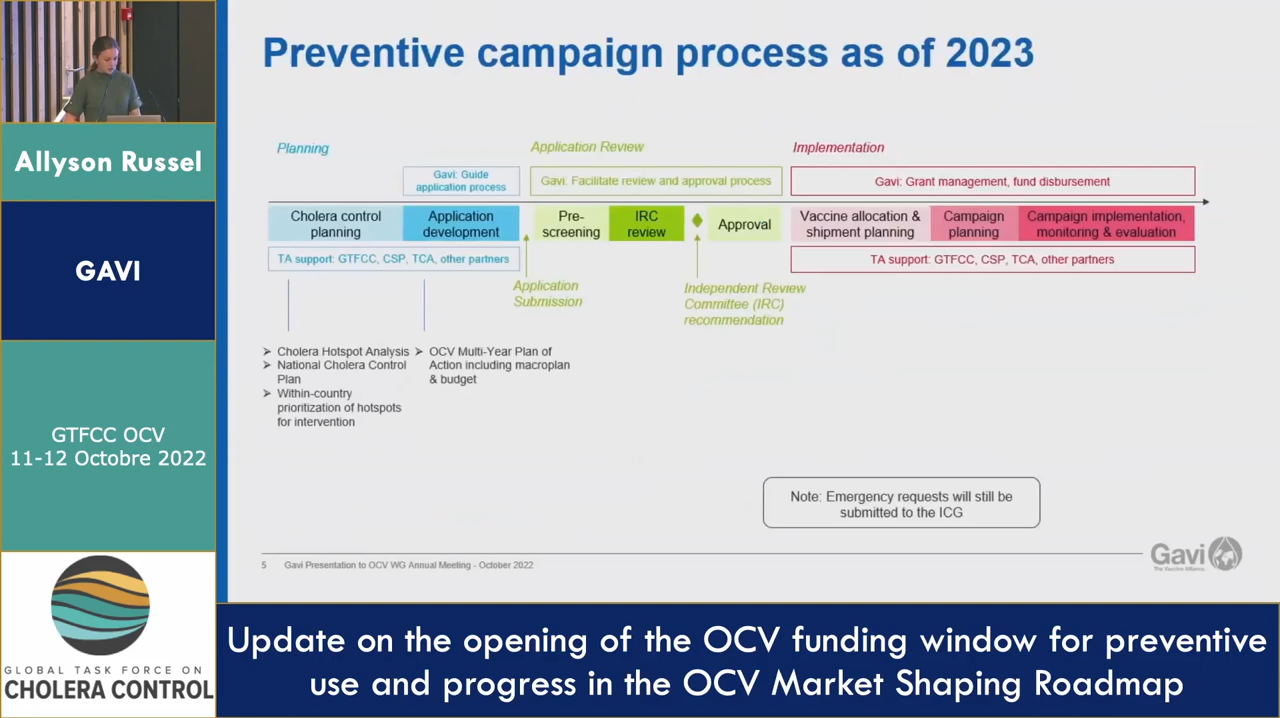 Preventive campaign process as of 2023
Allyson Russel
GAVI
GTFCC OCV
11-12 Octobre 2022
GLOBAL TASK FORCE ON
CHOLERA CONTROL
Planning
Application Review
Implementation
Gavi: Guide
application process
Gavi. Facilitate review and approval process
Gavi: Grant management, fund disbursement
Cholera control
planning
Application
development
Pre-
screening
IRC
review
Approval
Vaccine allocation &
shipment planning
Campaign
planning
Campaign implementation,
monitoring & evaluation
TA support: GTFCC, CSP, TCA, other partners
TA support: GTFCC, CSP, TCA, other partners
Application
Submission
Independent Review
Committee (IRC)
recommendation
➢ Cholera Hotspot Analysis
➢ National Cholera Control
Plan
➢ Within-country
prioritization of hotspots
for intervention
➢ OCV Multi-Year Plan of
Action including macroplan
& budget
Note: Emergency requests will still be
submitted to the ICG
5 Gavi Presentation to OCV WG Annual Meeting - October 2022
Gavi
The Vaccine Alliance
Update on the opening of the OCV funding window for preventive
use and progress in the OCV Market Shaping Roadmap